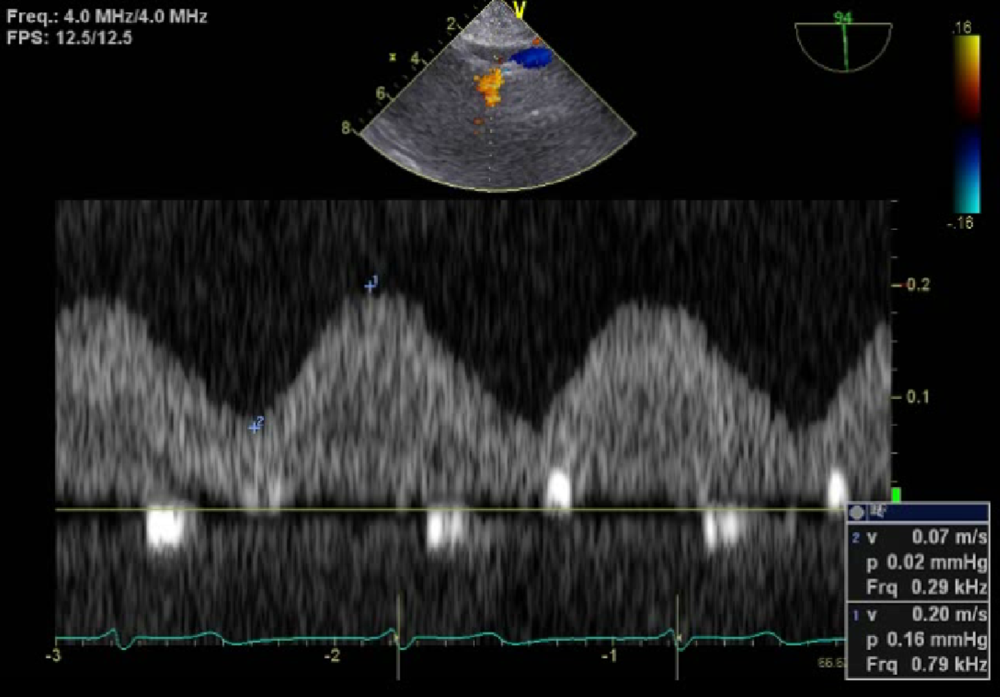 Freq.: 4.0 MHz/4.0 MHz
FPS: 12.5/12.5
V
2
4
6
8
94
.16
-.16
1
2
0.2
0.1
2 v 0.07 m/s
p 0.02 mmHg
Frq 0.29 kHz
1 v 0.20 m/s
p 0.16 mmHg
Frq 0.79 kHz
-3
-2
-1